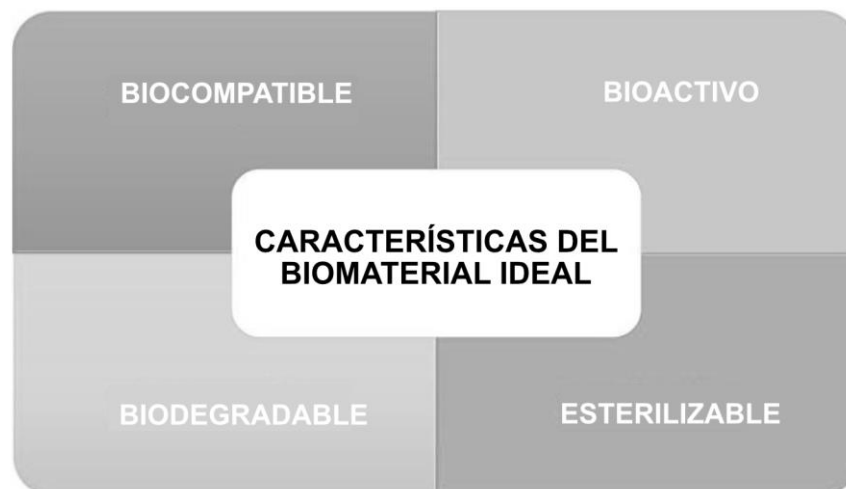 BIOCOMPATIBLE
BIOACTIVO
CARACTERÍSTICAS DEL
BIOMATERIAL IDEAL
BIODEGRADABLE
ESTERILIZABLE